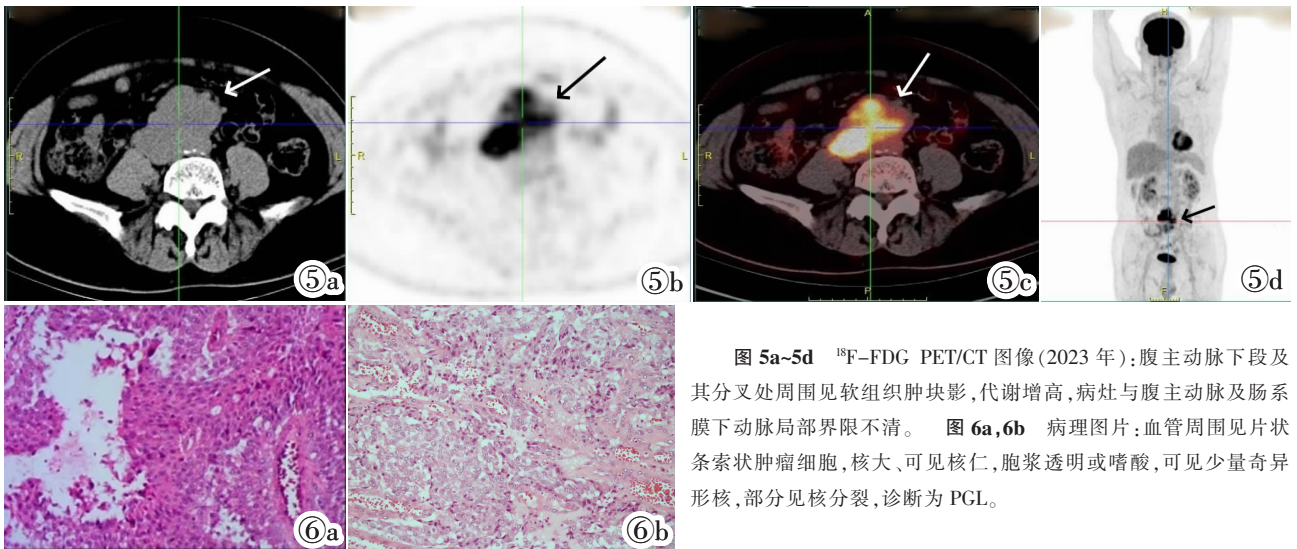 R
L
⑤a
⑤b
R
L
A
R
L
P
⑤c
H
F
⑤d
⑥a
⑥b
图 5a~5d ¹⁸F-FDG PET/CT 图像(2023 年):腹主动脉下段及
其分叉处周围见软组织肿块影,代谢增高,病灶与腹主动脉及肠系
膜下动脉局部界限不清。 图 6a,6b 病理图片:血管周围见片状
条索状肿瘤细胞,核大、可见核仁,胞浆透明或嗜酸,可见少量奇异
形核,部分见核分裂,诊断为 PGL。